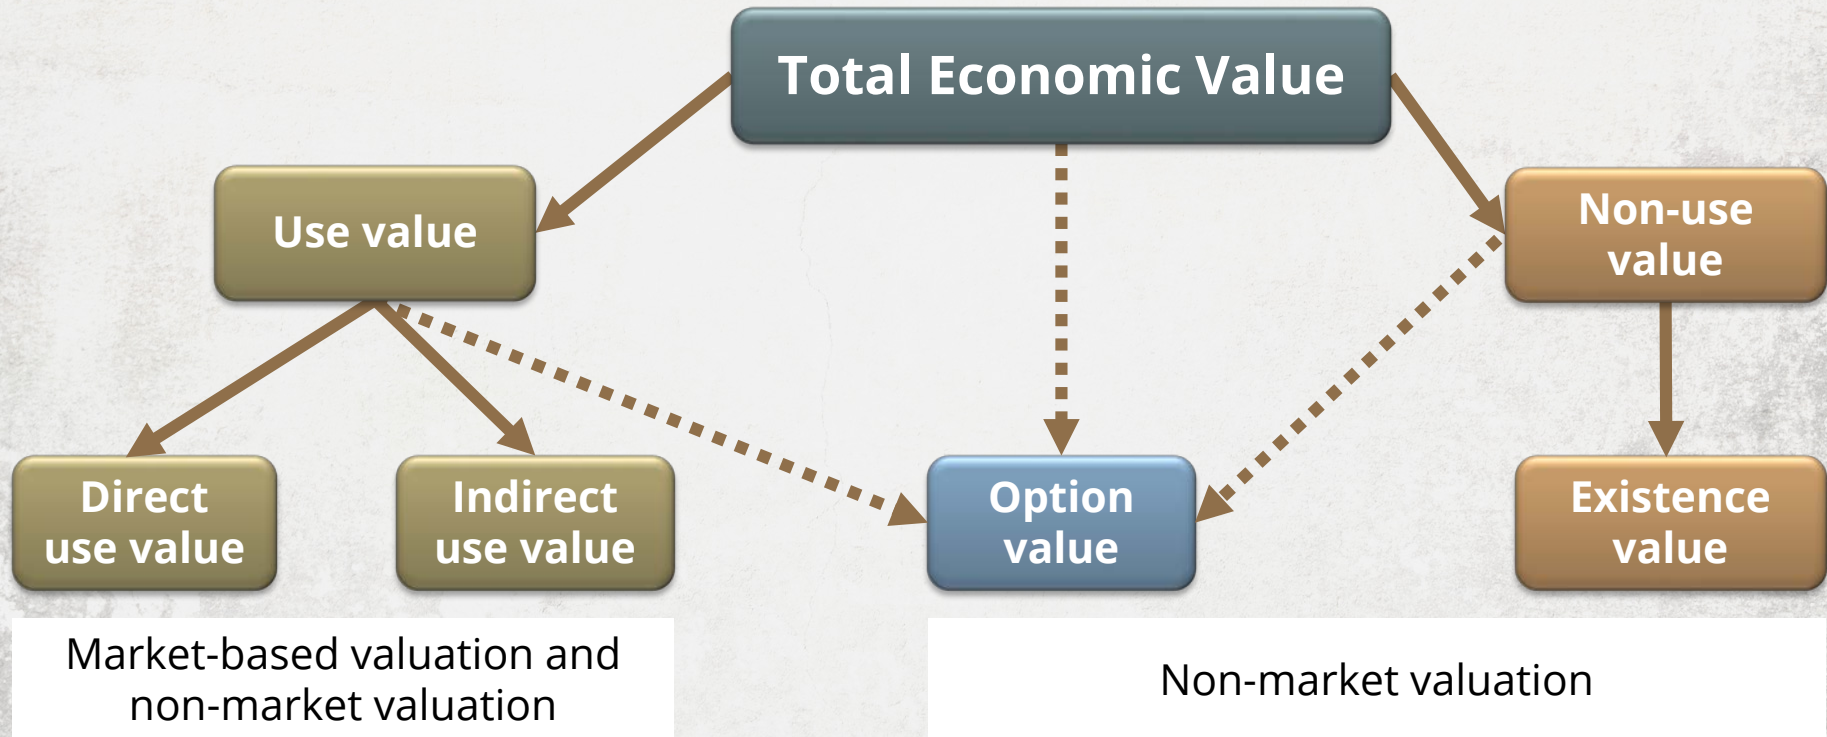 Total Economic Value
Use value
Non-use
value
Direct
use value
Indirect
use value
Option
value
Existence
value
Market-based valuation and
non-market valuation
Non-market valuation